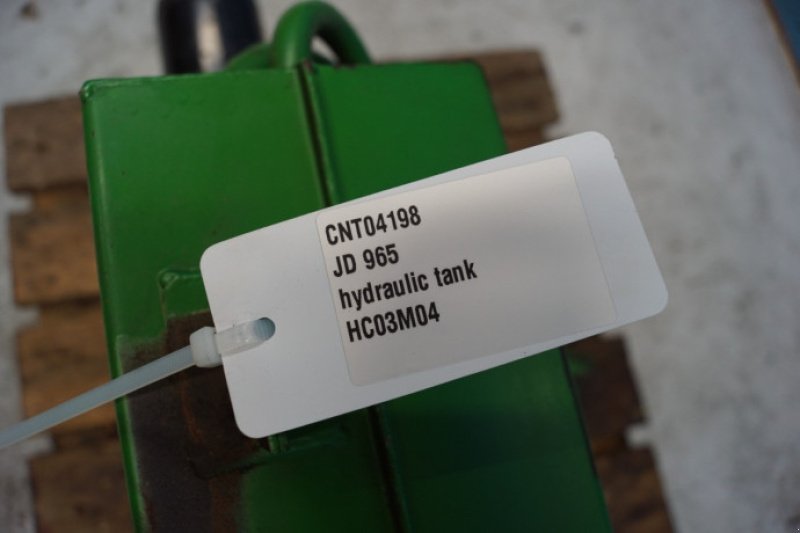 CNT04198
JD 965
hydraulic tank
HC03M04